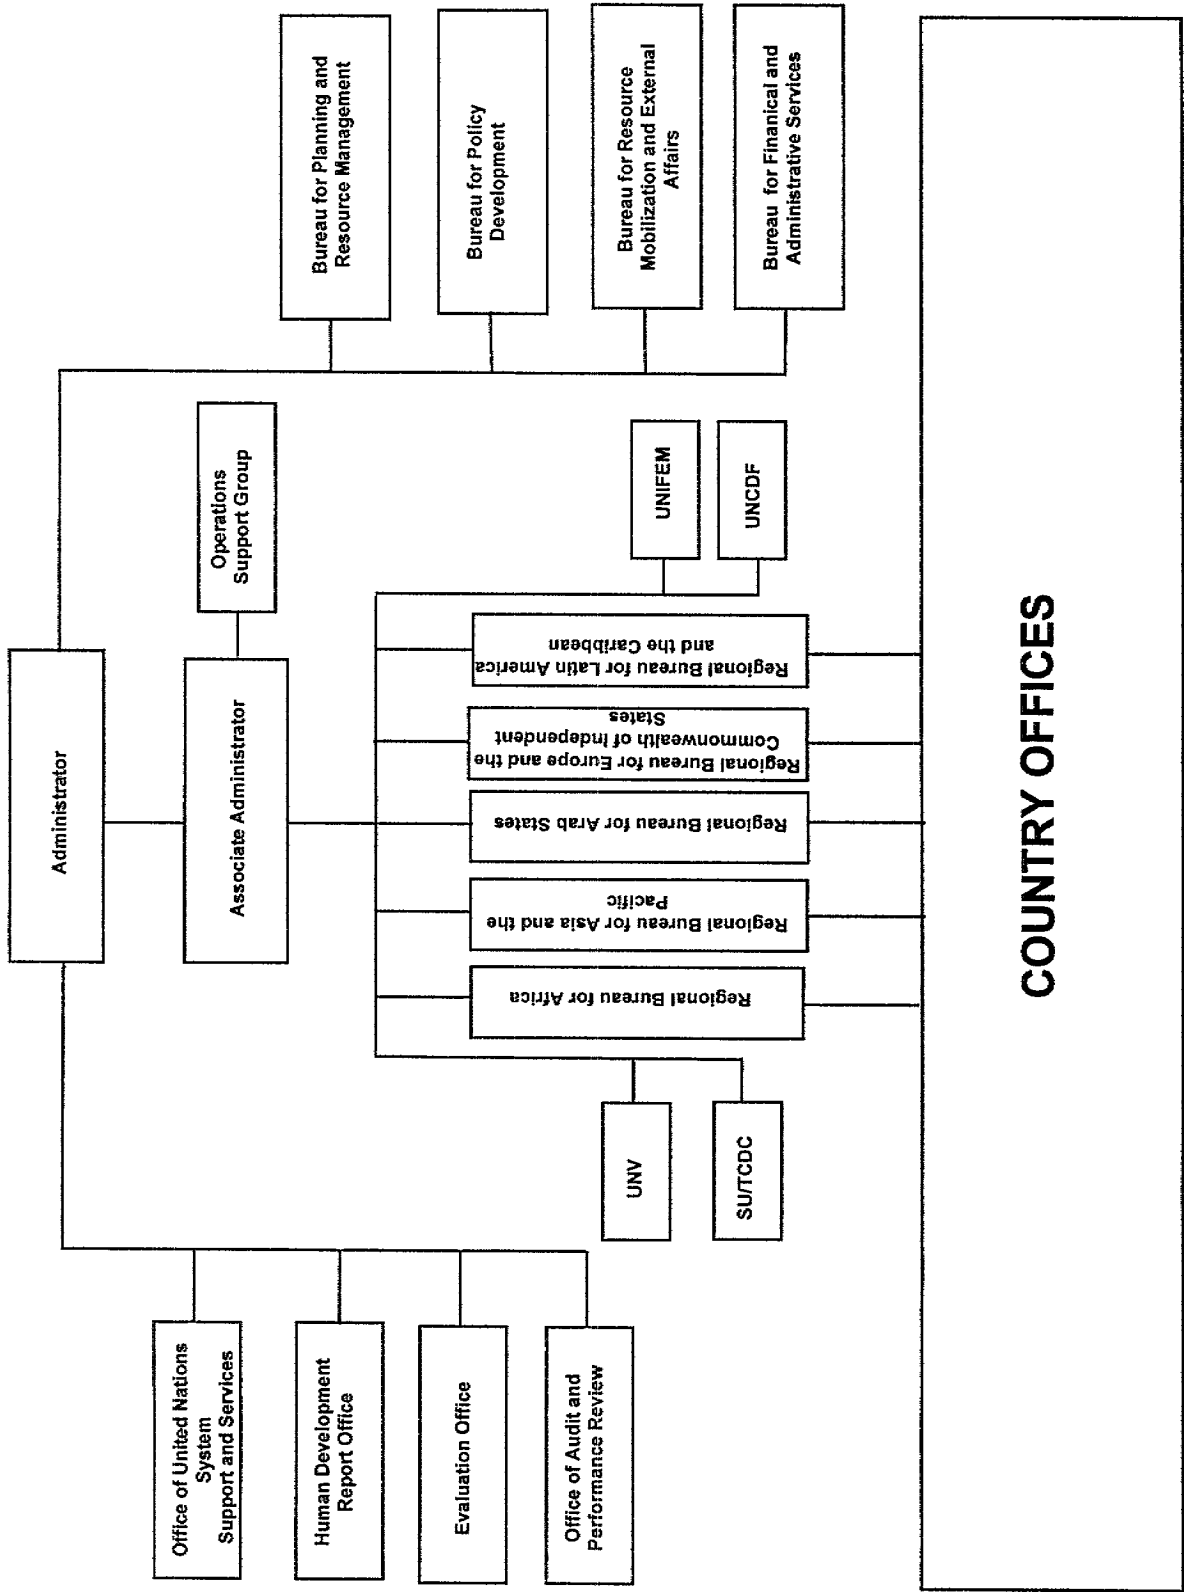 Administrator
Associate Administrator
Operations
Support Group
Office of United Nations
System
Support and Services
Human Development
Report Office
Evaluation Office
Office of Audit and
Performance Review
Bureau for Planning and
Resource Management
Bureau for Policy
Development
Bureau for Resource
Mobilization and External
Affairs
Bureau for Finanical and
Administrative Services
UNV
SU/TCDC
Regional Bureau for Africa
Regional Bureau for Asia and the
Pacific
Regional Bureau for Arab States
Regional Bureau for Europe and the
Commonwealth of Independent
States
Regional Bureau for Latin America
and the Caribbean
UNIFEM
UNCDF
COUNTRY OFFICES